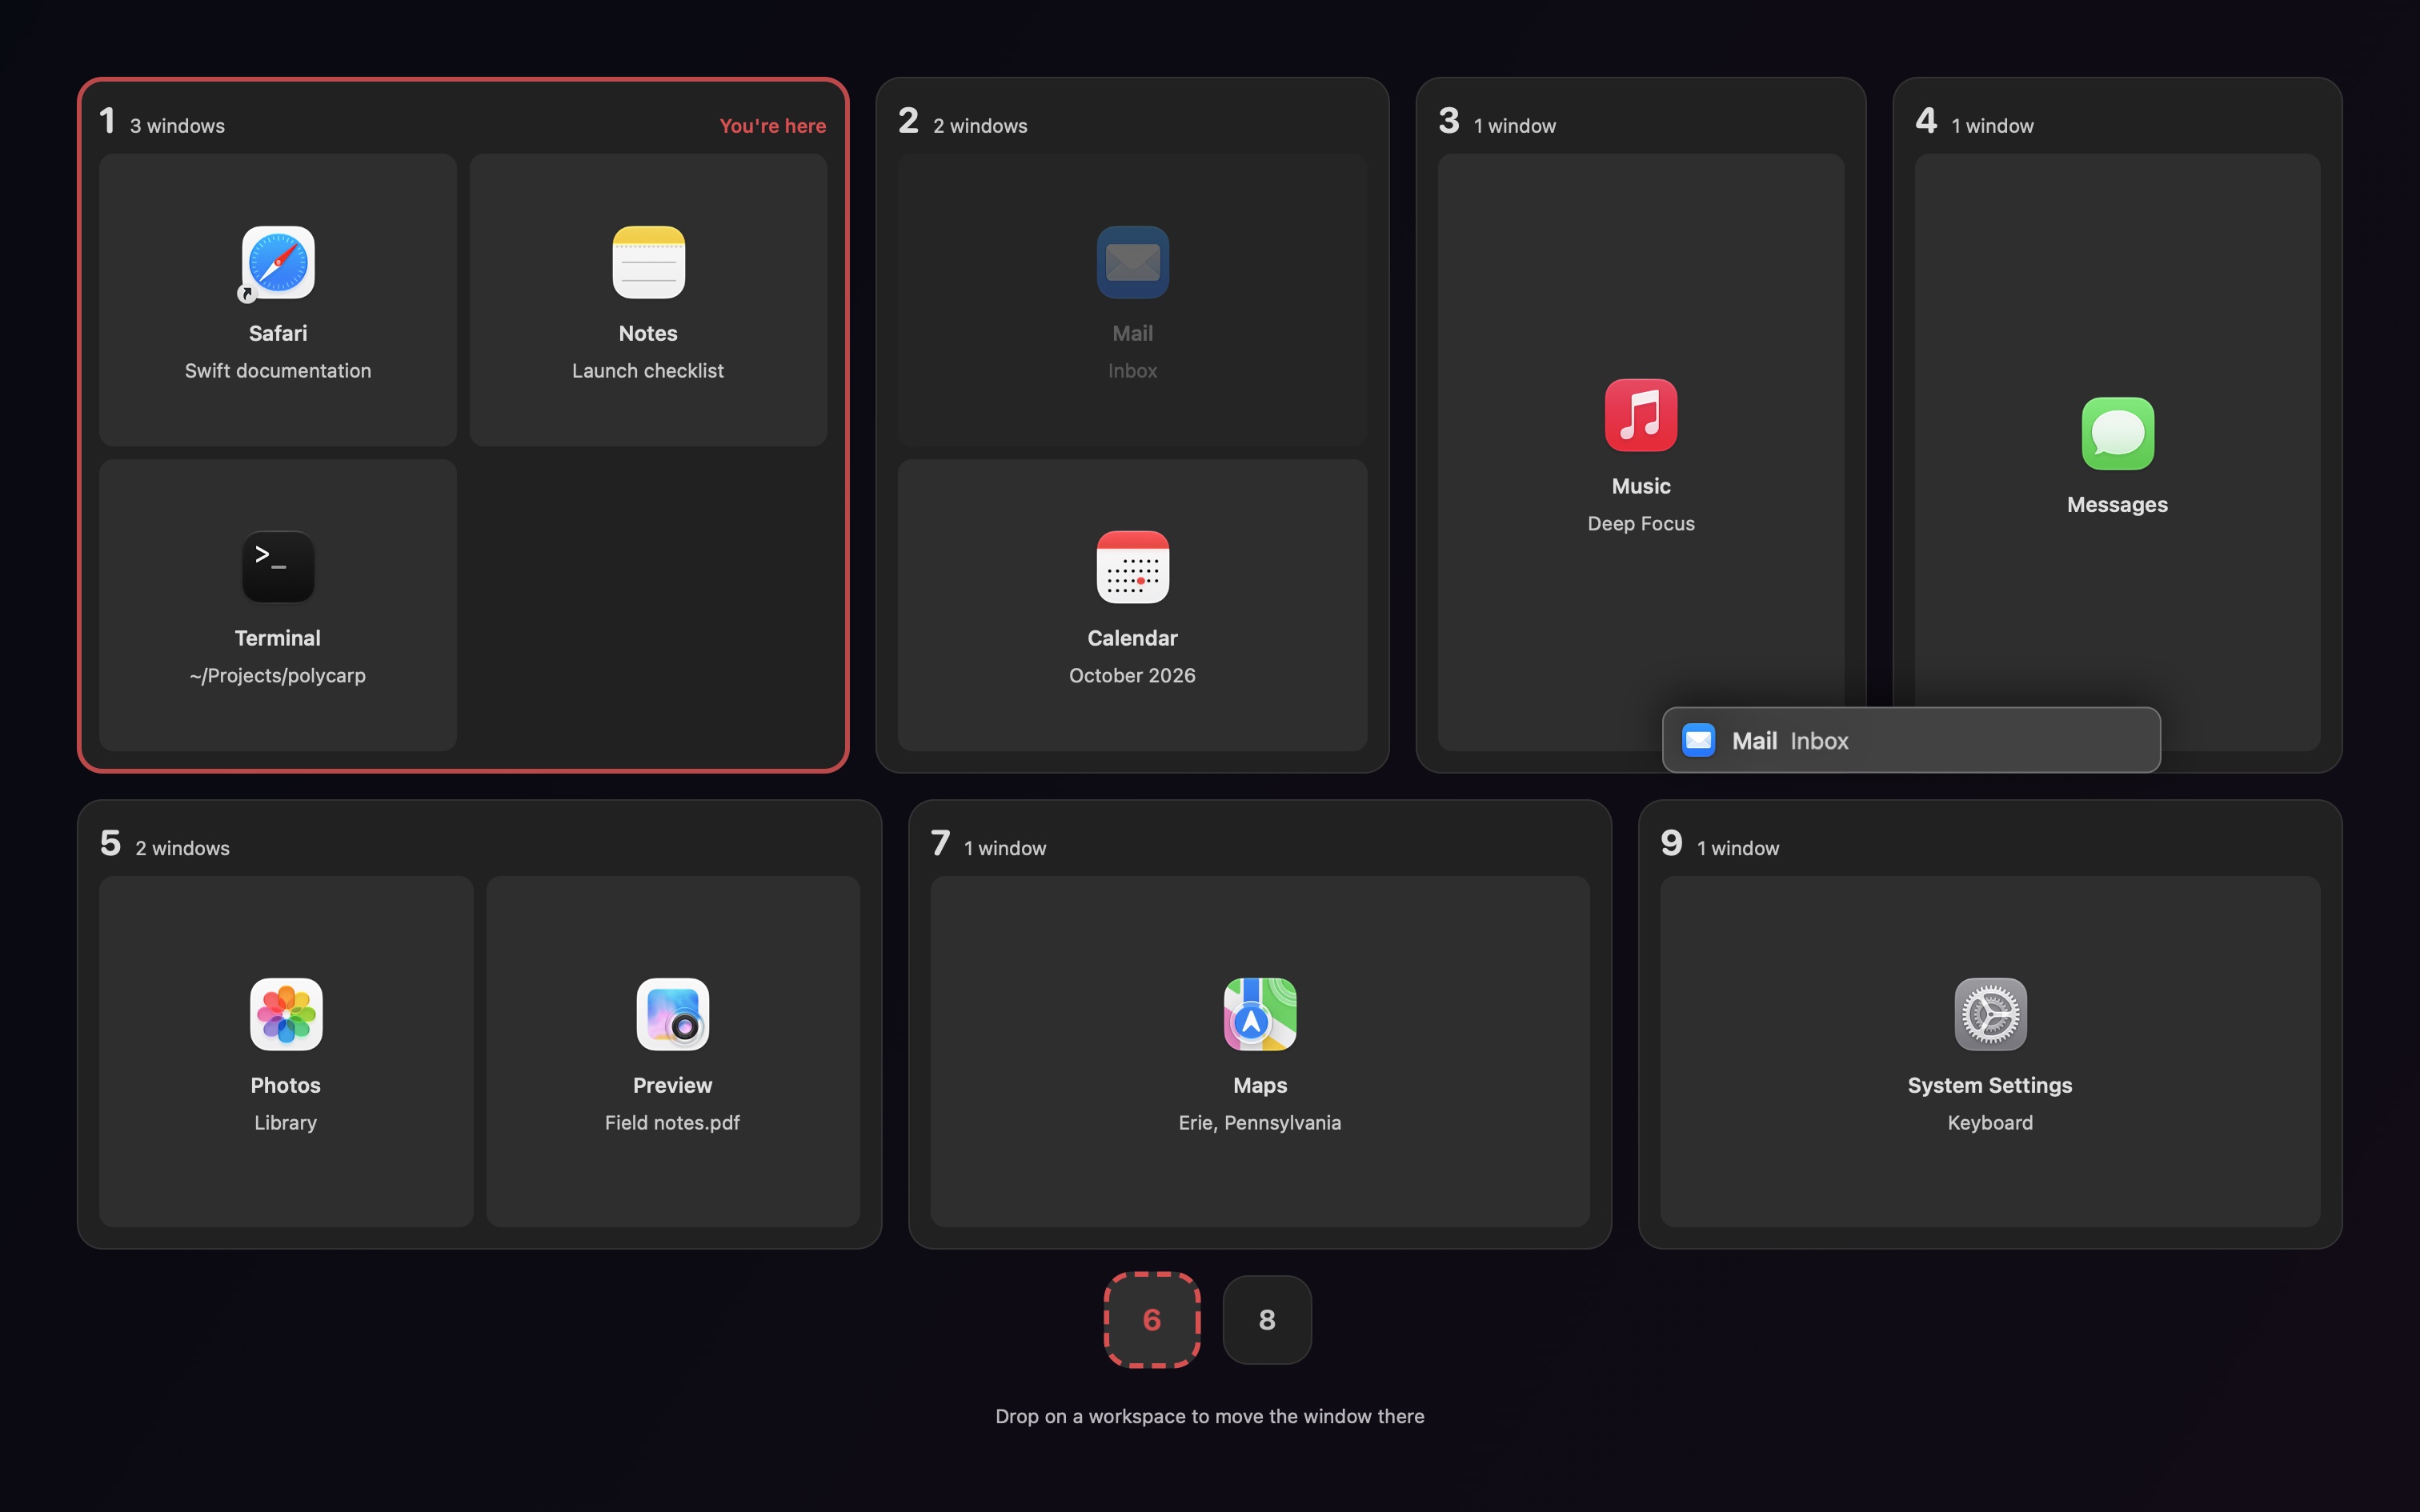 1 3 windows You're here
Safari
Swift documentation
Notes
Launch checklist
>_
Terminal
~/Projects/polycarp
2 2 windows
Mail
Inbox
Calendar
October 2026
3 1 window
Music
Deep Focus
4 1 window
Messages
Mail Inbox
5 2 windows
Photos
Library
Preview
Field notes.pdf
7 1 window
Maps
Erie, Pennsylvania
9 1 window
System Settings
Keyboard
6
8
Drop on a workspace to move the window there